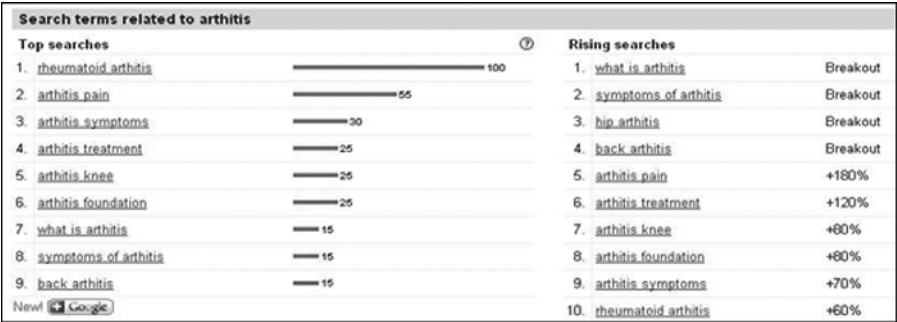 Search terms related to arthitis
Top searches
1. rheumatoid arthitis 100
2. arthitis pain 55
3. arthitis symptoms 30
4. arthitis treatment 25
5. arthitis knee 25
6. arthitis foundation 25
7. what is arthitis 15
8. symptoms of arthitis 15
9. back arthitis 15
New! Google
Rising searches
1. what is arthitis Breakout
2. symptoms of arthitis Breakout
3. hip arthitis Breakout
4. back arthitis Breakout
5. arthitis pain +180%
6. arthitis treatment +120%
7. arthitis knee +80%
8. arthitis foundation +80%
9. arthitis symptoms +70%
10. rheumatoid arthitis +60%